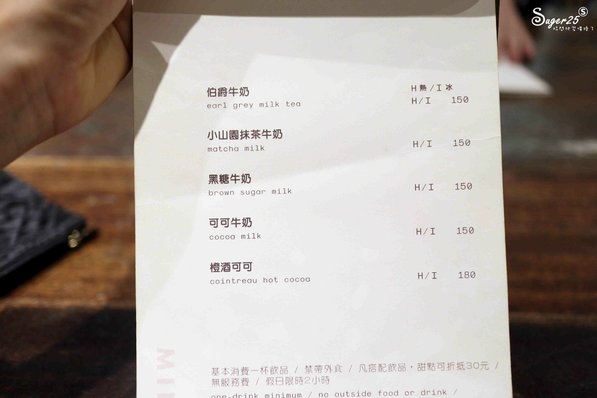 Suger25
伯爵牛奶 H熱/I冰
earl grey milk tea H/I 150
小山園抹茶牛奶
matcha milk H/I 150
黑糖牛奶
brown sugar milk H/I 150
可可牛奶
cocoa milk H/I 150
橙酒可可
cointreau hot cocoa H/I 180
基本消費一杯飲品 / 禁帶外食 / 凡搭配飲品,甜點可折抵30元 /
無服務費 / 假日限時2小時
one-drink minimum / no outside food or drink /